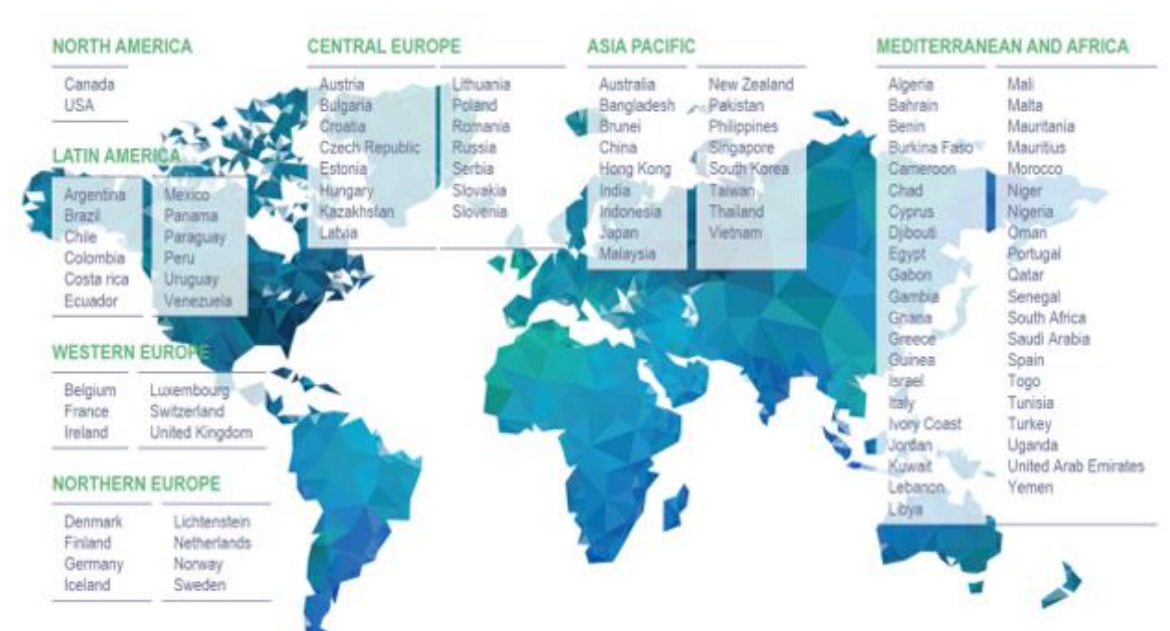 NORTH AMERICA
Canada
USA
LATIN AMERICA
Argentina
Brazil
Chile
Colombia
Costa rica
Ecuador
Mexico
Panama
Paraguay
Peru
Uruguay
Venezuela
WESTERN EUROPE
Belgium
France
Ireland
Luxembourg
Switzerland
United Kingdom
NORTHERN EUROPE
Denmark
Finland
Germany
Iceland
Lichtenstein
Netherlands
Norway
Sweden
CENTRAL EUROPE
Austria
Bulgaria
Croatia
Czech Republic
Estonia
Hungary
Kazakhstan
Latvia
Lithuania
Poland
Romania
Russia
Serbia
Slovakia
Slovenia
ASIA PACIFIC
Australia
Bangladesh
Brunei
China
Hong Kong
India
Indonesia
Japan
Malaysia
New Zealand
Pakistan
Philippines
Singapore
South Korea
Taiwan
Thailand
Vietnam
MEDITERRANEAN AND AFRICA
Algeria
Bahrain
Benin
Burkina Faso
Cameroon
Chad
Cyprus
Djibouti
Egypt
Gabon
Gambia
Ghana
Greece
Guinea
Israel
Italy
Ivory Coast
Jordan
Kuwait
Lebanon
Libya
Mali
Malta
Mauritania
Mauritius
Morocco
Niger
Nigeria
Oman
Portugal
Qatar
Senegal
South Africa
Saudi Arabia
Spain
Togo
Tunisia
Turkey
Uganda
United Arab Emirates
Yemen